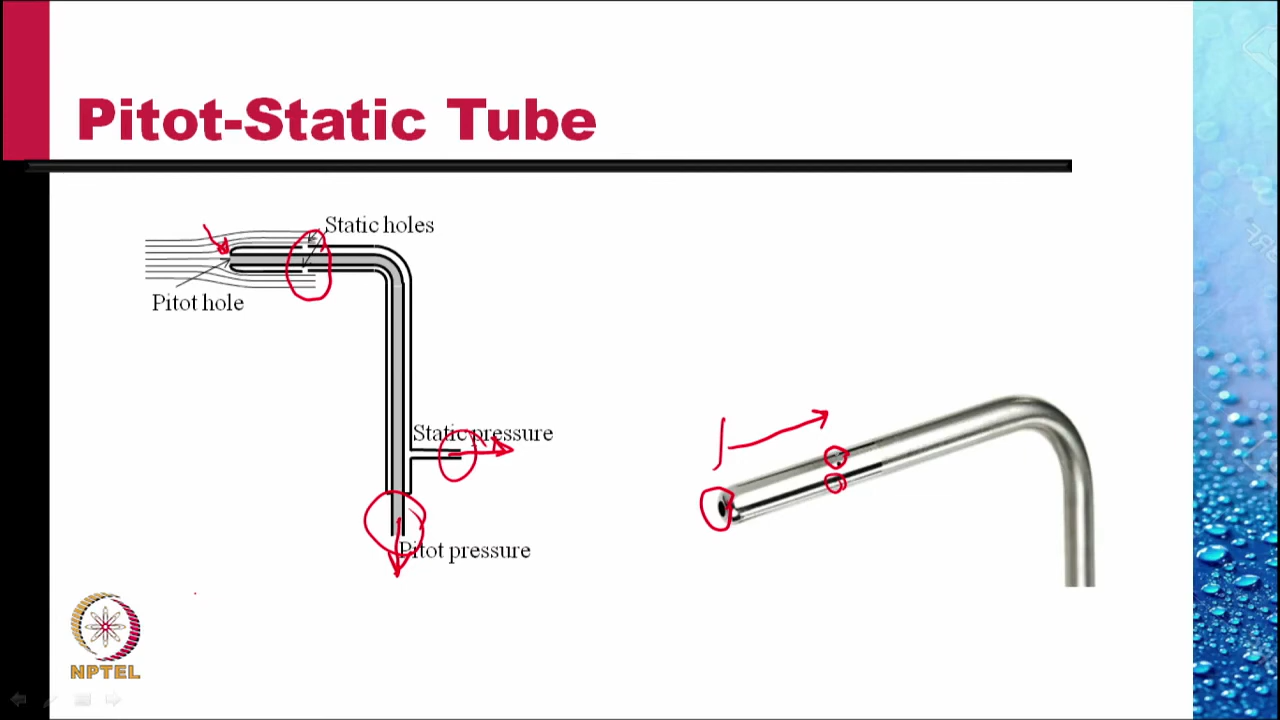 Pitot-Static Tube
Static holes
Pitot hole
Static pressure
Pitot pressure
NPTEL